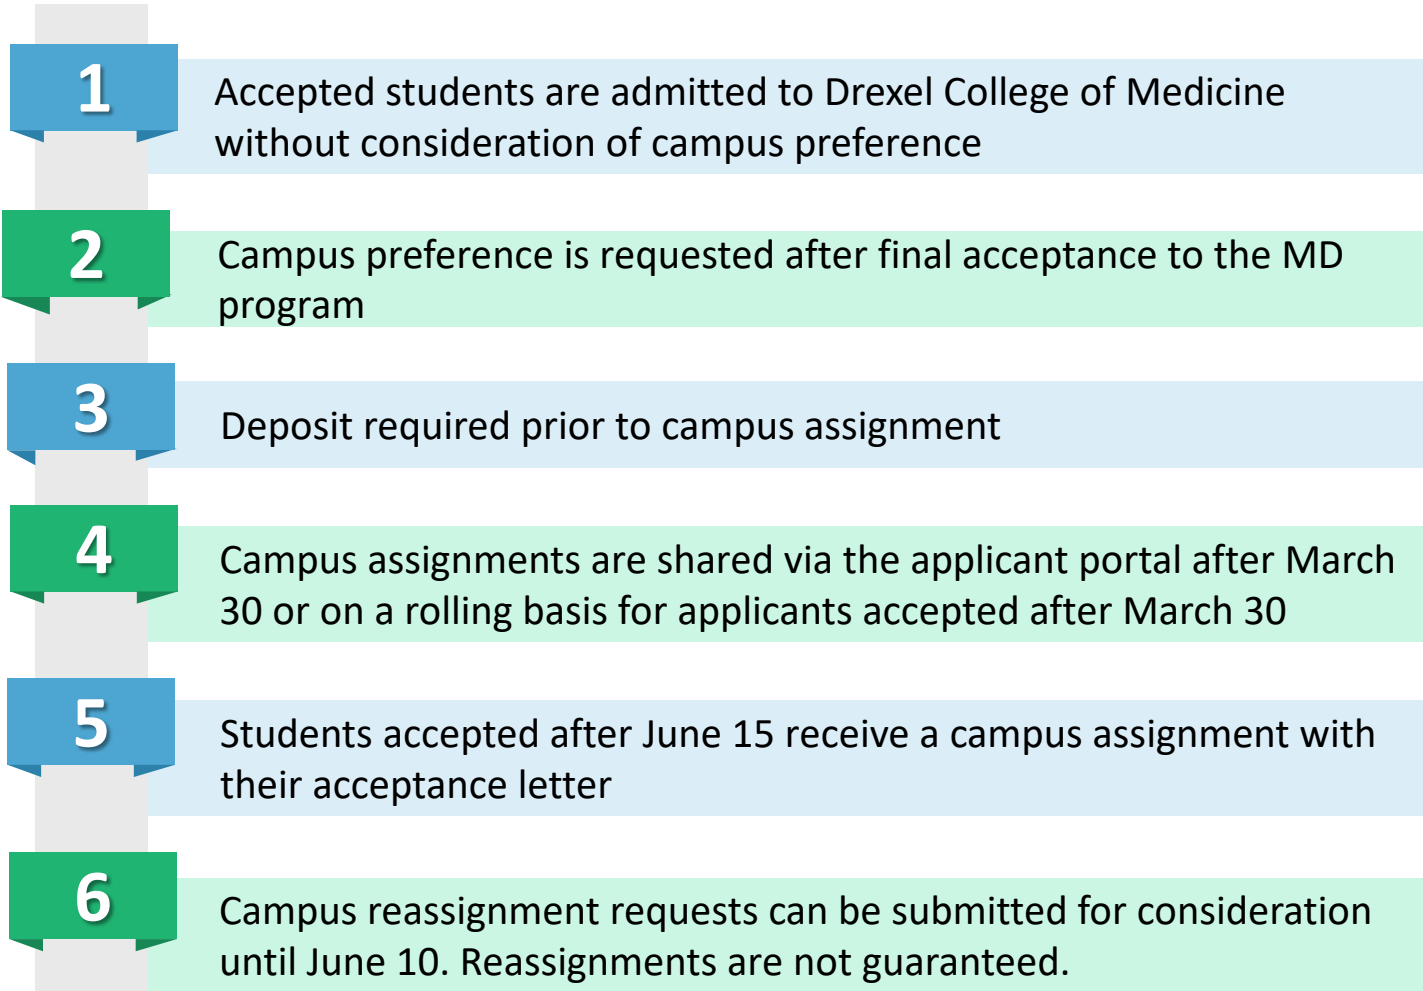 1
Accepted students are admitted to Drexel College of Medicine
without consideration of campus preference
2
Campus preference is requested after final acceptance to the MD
program
3
Deposit required prior to campus assignment
4
Campus assignments are shared via the applicant portal after March
30 or on a rolling basis for applicants accepted after March 30
5
Students accepted after June 15 receive a campus assignment with
their acceptance letter
6
Campus reassignment requests can be submitted for consideration
until June 10. Reassignments are not guaranteed.